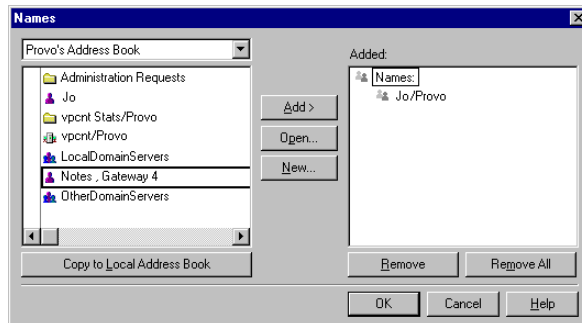 Names
Provo's Address Book
Added:
Administration Requests
Jo
vpcnt Stats/Provo
vpcnt/Provo
LocalDomainServers
Notes , Gateway 4
OtherDomainServers
Add >
Open...
New...
Names:
Jo/Provo
Copy to Local Address Book
Remove
Remove All
OK
Cancel
Help